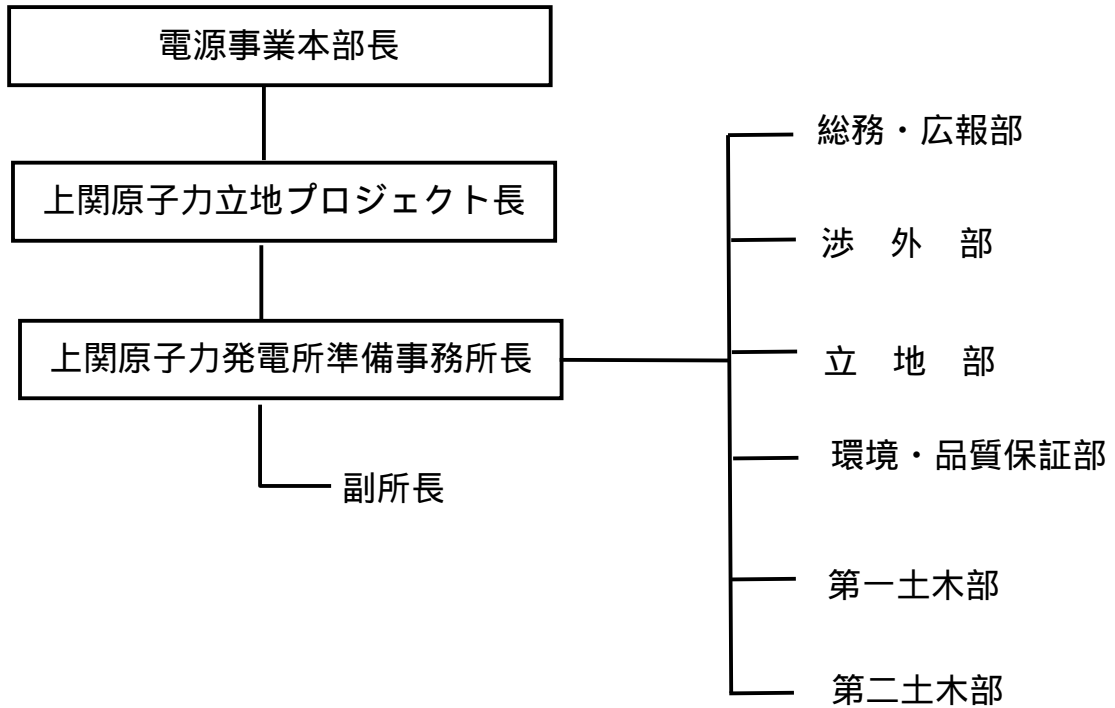 電源事業本部長
上関原子力立地プロジェクト長
上関原子力発電所準備事務所長
副所長
総務・広報部
渉 外 部
立 地 部
環境・品質保証部
第一土木部
第二土木部